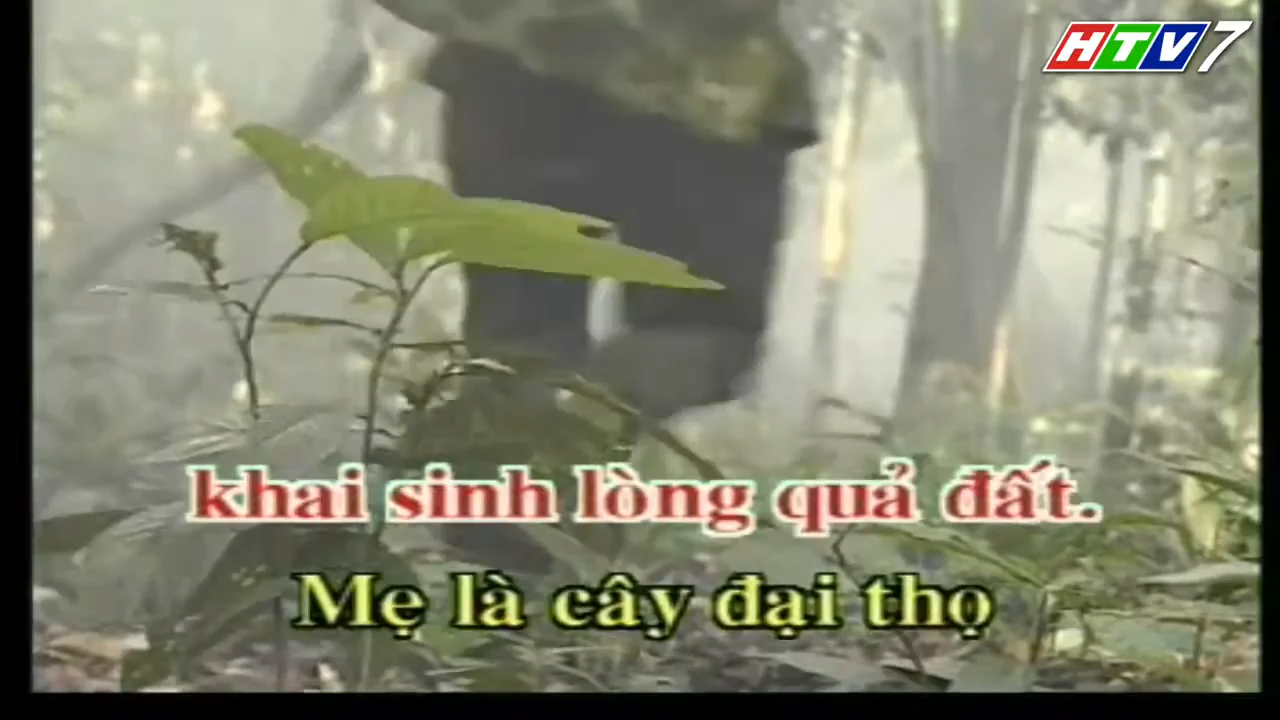 HTV7
khai sinh lòng quả đất.
Mẹ là cây đại thọ